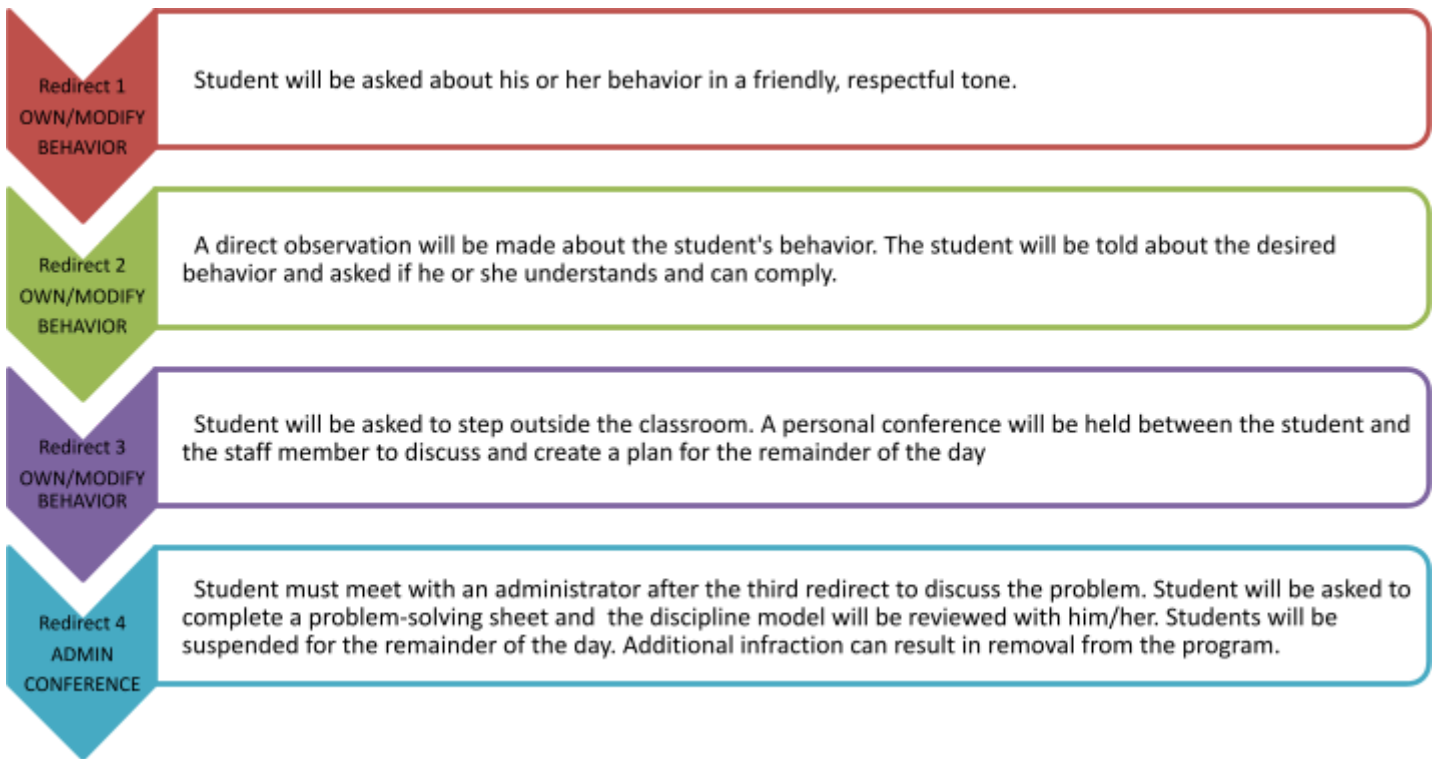 Redirect 1
OWN/MODIFY
BEHAVIOR
Student will be asked about his or her behavior in a friendly, respectful tone.
Redirect 2
OWN/MODIFY
BEHAVIOR
A direct observation will be made about the student's behavior. The student will be told about the desired
behavior and asked if he or she understands and can comply.
Redirect 3
OWN/MODIFY
BEHAVIOR
Student will be asked to step outside the classroom. A personal conference will be held between the student and
the staff member to discuss and create a plan for the remainder of the day
Redirect 4
ADMIN
CONFERENCE
Student must meet with an administrator after the third redirect to discuss the problem. Student will be asked to
complete a problem-solving sheet and  the discipline model will be reviewed with him/her. Students will be
suspended for the remainder of the day. Additional infraction can result in removal from the program.